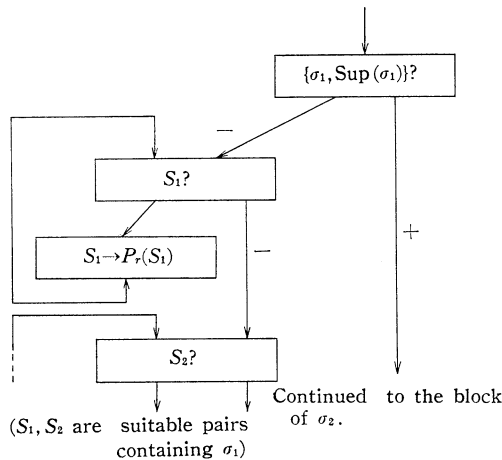 {σ₁, Sup (σ₁)}?
−
S₁?
+
S₁→Pᵣ(S₁)
−
S₂?
Continued to the block
of σ₂.
(S₁, S₂ are suitable pairs
containing σ₁)